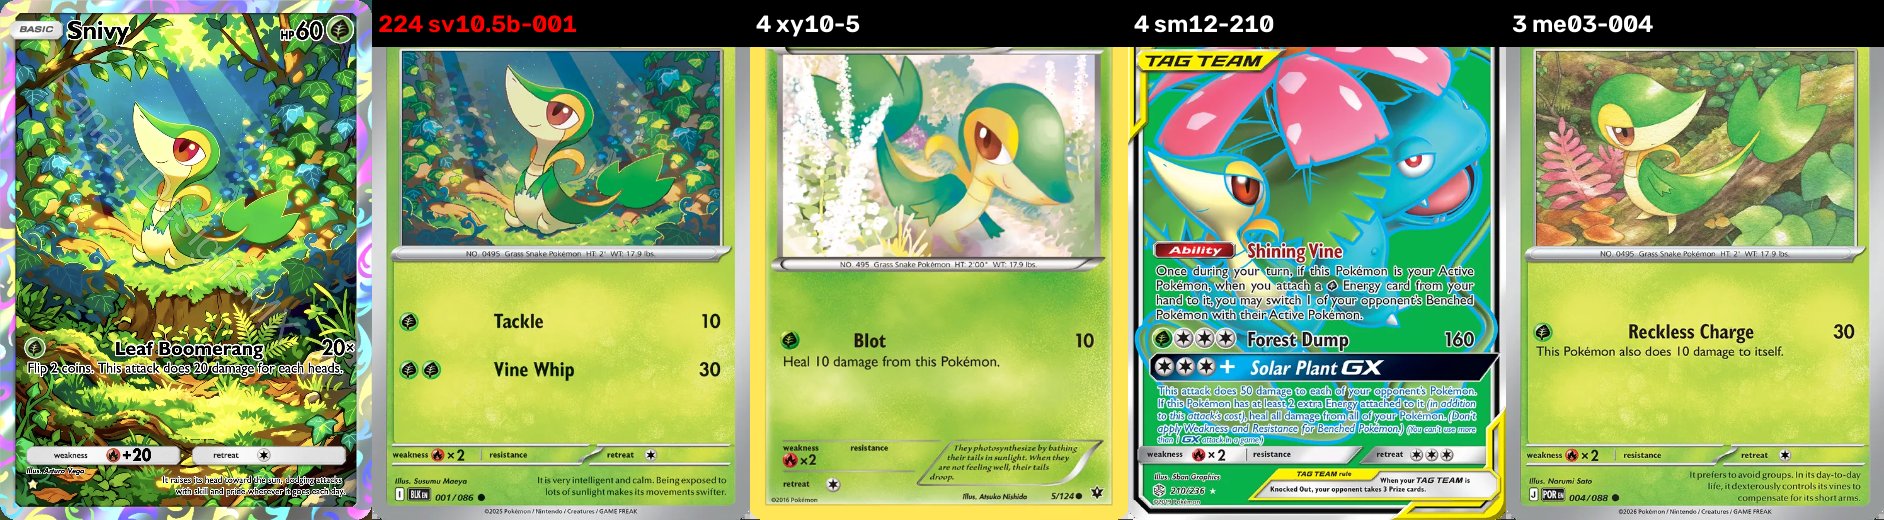 BASIC Snivy HP60
Leaf Boomerang 20×
Flip 2 coins. This attack does 20 damage for each heads.
weakness +20 retreat
Illus. Arturo Vega
It raises its head toward the sun, dodging attacks
with skill and pride wherever it goes each day.
224 sv10.5b-001
NO. 0495 Grass Snake Pokémon HT: 2' WT: 17.9 lbs.
Tackle 10
Vine Whip 30
weakness ×2 resistance retreat
Illus. Susumu Maeya
It is very intelligent and calm. Being exposed to
lots of sunlight makes its movements swifter.
I BLK EN 001/086
©2025 Pokémon / Nintendo / Creatures / GAME FREAK
4 xy10-5
NO. 495 Grass Snake Pokémon HT: 2'00" WT: 17.9 lbs.
Blot 10
Heal 10 damage from this Pokémon.
weakness resistance
×2
retreat
They photosynthesize by bathing
their tails in sunlight. When they
are not feeling well, their tails
droop.
©2016 Pokémon
Illus. Atsuko Nishida 5/124
4 sm12-210
TAG TEAM
Ability Shining Vine
Once during your turn, if this Pokémon is your Active
Pokémon, when you attach a Energy card from your
hand to it, you may switch 1 of your opponent's Benched
Pokémon with their Active Pokémon.
Forest Dump 160
+ Solar Plant GX
This attack does 50 damage to each of your opponent's Pokémon.
If this Pokémon has at least 2 extra Energy attached to it (in addition
to this attack's cost), heal all damage from all of your Pokémon. (Don't
apply Weakness and Resistance for Benched Pokémon.) (You can't use more
than 1 GX attack in a game.)
weakness ×2 resistance retreat
Illus. 5ban Graphics
210/236
TAG TEAM rule
When your TAG TEAM is
Knocked Out, your opponent takes 3 Prize cards.
3 me03-004
NO. 0495 Grass Snake Pokémon HT: 2' WT: 17.9 lbs.
Reckless Charge 30
This Pokémon also does 10 damage to itself.
weakness ×2 resistance retreat
Illus. Narumi Sato
It prefers to avoid groups. In its day-to-day
life, it dexterously controls its vines to
compensate for its short arms.
J POR EN 004/088
©2026 Pokémon / Nintendo / Creatures / GAME FREAK